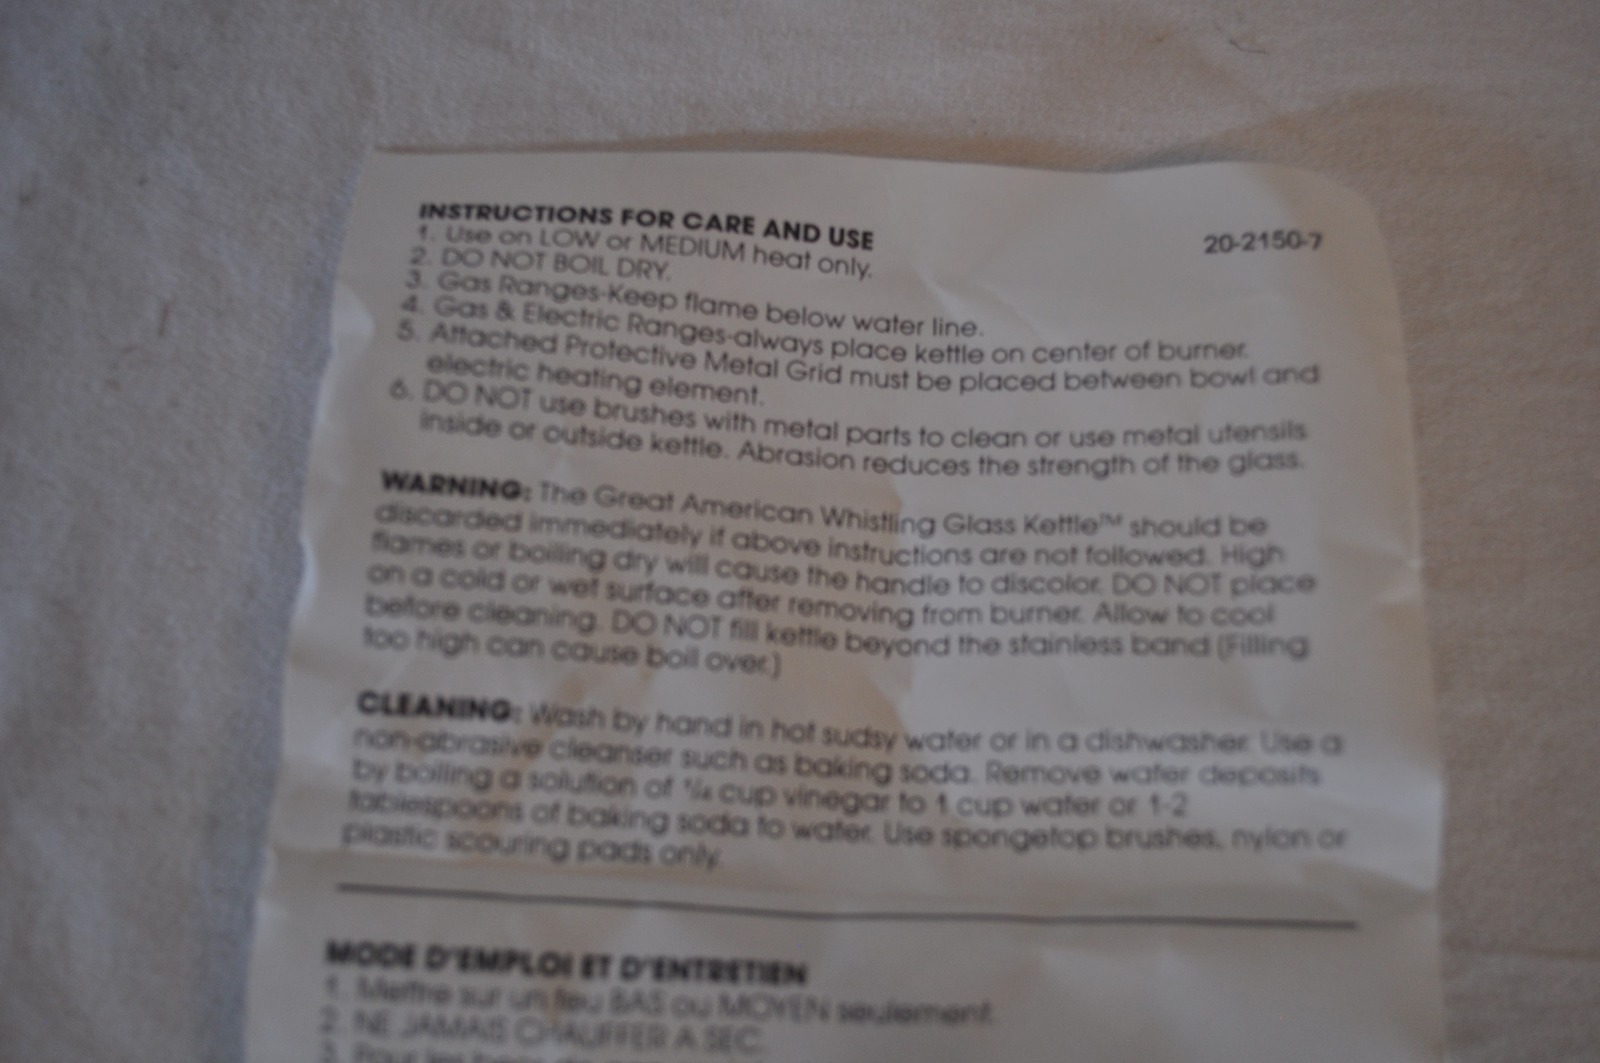 INSTRUCTIONS FOR CARE AND USE
20-2150-7
1. Use on LOW or MEDIUM heat only.
2. DO NOT BOIL DRY.
3. Gas Ranges-Keep flame below water line.
4. Gas & Electric Ranges-always place kettle on center of burner.
5. Attached Protective Metal Grid must be placed between bowl and
electric heating element.
6. DO NOT use brushes with metal parts to clean or use metal utensils
inside or outside kettle. Abrasion reduces the strength of the glass.
WARNING: The Great American Whistling Glass Kettle™ should be
discarded immediately if above instructions are not followed. High
flames or boiling dry will cause the handle to discolor. DO NOT place
on a cold or wet surface after removing from burner. Allow to cool
before cleaning. DO NOT fill kettle beyond the stainless band (Filling
too high can cause boil over.)
CLEANING: Wash by hand in hot sudsy water or in a dishwasher. Use a
non-abrasive cleanser such as baking soda. Remove water deposits
by boiling a solution of cup vinegar to 1 cup water or 1-2
tablespoons of baking soda to water. Use spongetop brushes, nylon or
plastic scouring pads only.
MODE D'EMPLOI ET D'ENTRETIEN
1. Mettre sur un feu BAS ou MOYEN seulement.
2. NE JAMAIS CHAUFFER A SEC.
3. Pour les